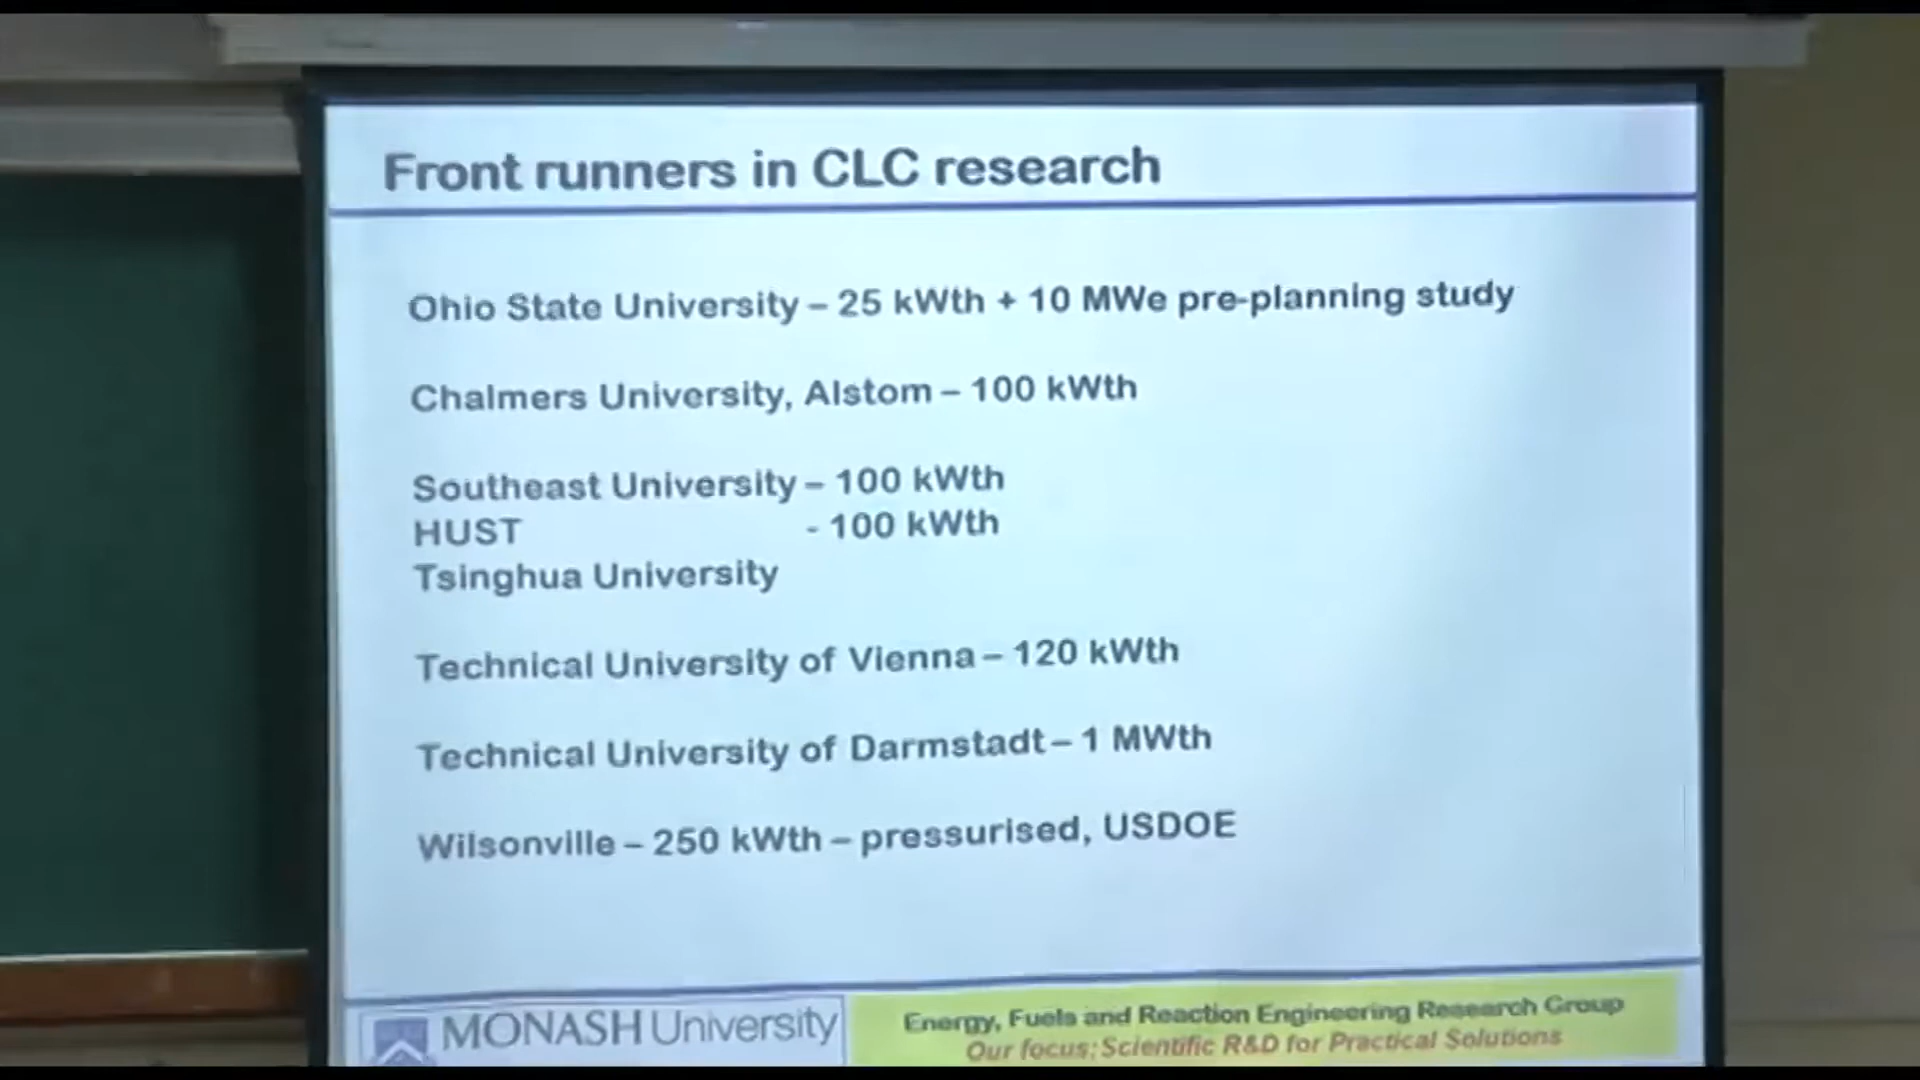 Front runners in CLC research
Ohio State University – 25 kWth + 10 MWe pre-planning study
Chalmers University, Alstom – 100 kWth
Southeast University – 100 kWth
HUST - 100 kWth
Tsinghua University
Technical University of Vienna – 120 kWth
Technical University of Darmstadt – 1 MWth
Wilsonville – 250 kWth – pressurised, USDOE
MONASH University
Energy, Fuels and Reaction Engineering Research Group
Our focus; Scientific R&D for Practical Solutions